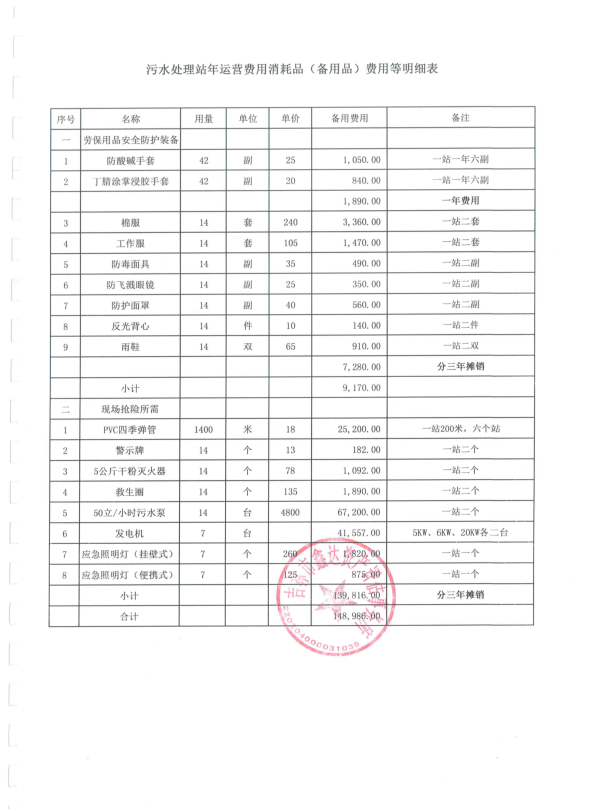 污水处理站年运营费用消耗品（备用品）费用等明细表
序号 名称 用量 单位 单价 备用费用 备注
一 劳保用品安全防护装备
1 防酸碱手套 42 副 25 1,050.00 一站一年六副
2 丁精涂掌浸胶手套 42 副 20 840.00 一站一年六副
1,890.00 一年费用
3 棉服 14 套 240 3,360.00 一站二套
4 工作服 14 套 105 1,470.00 一站二套
5 防毒面具 14 副 35 490.00 一站二副
6 防飞溅眼镜 14 副 25 350.00 一站二副
7 防护面罩 14 副 40 560.00 一站二副
8 反光背心 14 件 10 140.00 一站二件
9 雨鞋 14 双 65 910.00 一站二双
7,280.00 分三年摊销
小计 9,170.00
二 现场抢险所需
1 PVC四季弹管 1400 米 18 25,200.00 一站200米，六个站
2 警示牌 14 个 13 182.00 一站二个
3 5公斤干粉灭火器 14 个 78 1,092.00 一站二个
4 救生圈 14 个 135 1,890.00 一站二个
5 50立/小时污水泵 14 台 4800 67,200.00 一站二个
6 发电机 7 台 41,557.00 5KW、6KW、20KW各二台
7 应急照明灯（挂壁式） 7 个 260 1,820.00 一站一个
8 应急照明灯（便携式） 7 个 125 875.00 一站一个
小计 139,816.00 分三年摊销
合计 148,986.00
220704000031035